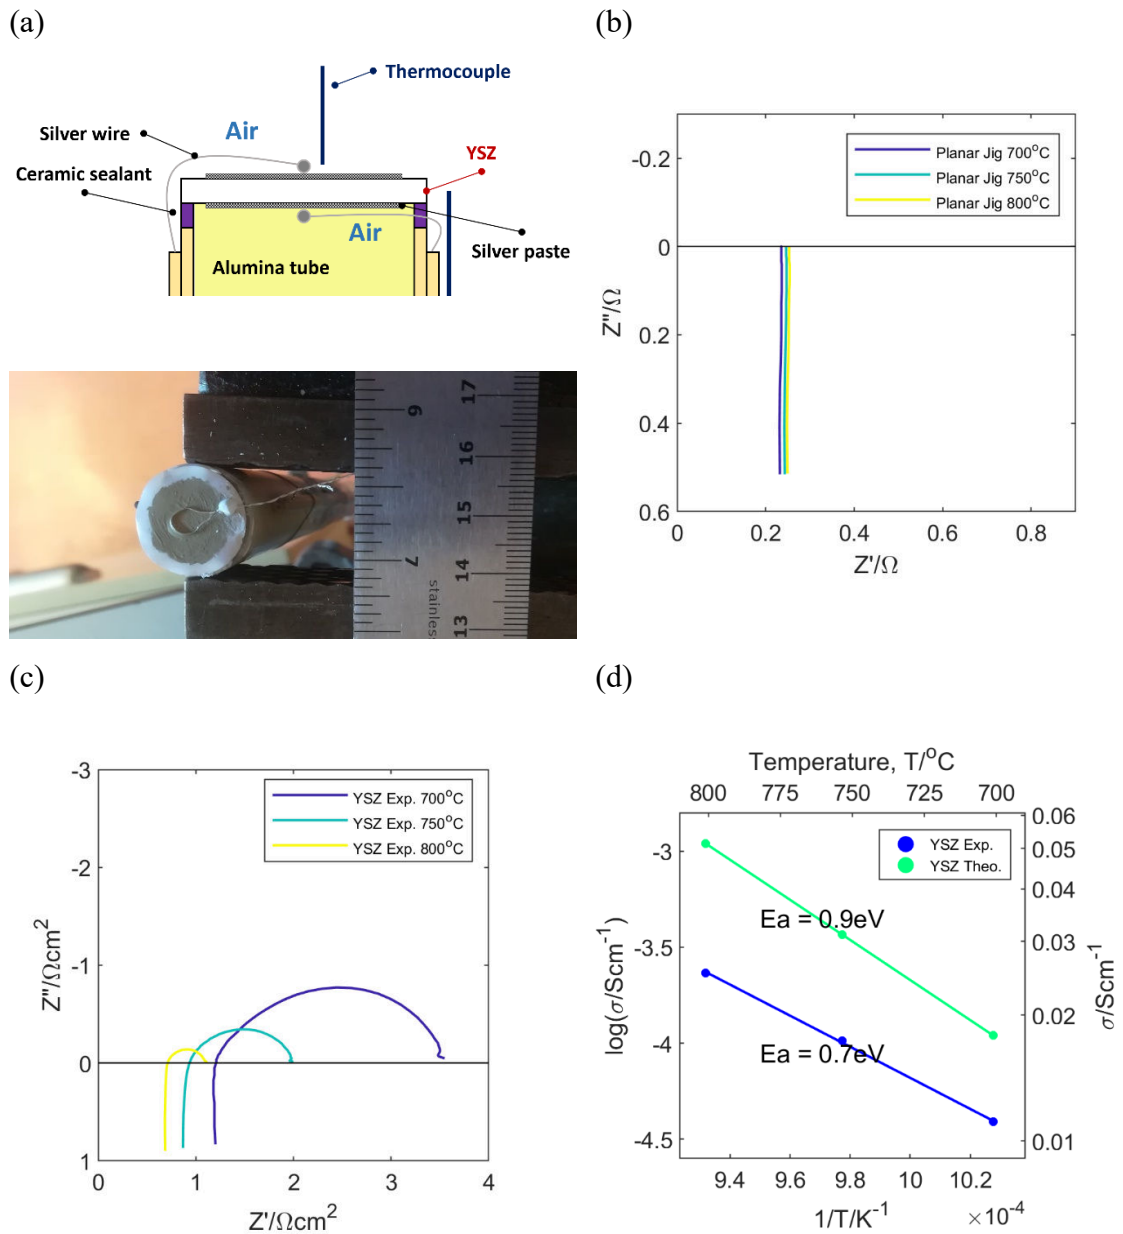 (a)
Thermocouple
Silver wire
Air
YSZ
Ceramic sealant
Air
Silver paste
Alumina tube
17
9
16
15
7
14
stainles
13
(b)
-0.2
0
0.2
0.4
0.6
Z"/Ω
Planar Jig 700°C
Planar Jig 750°C
Planar Jig 800°C
0 0.2 0.4 0.6 0.8
Z'/Ω
(c)
-3
-2
-1
0
1
Z"/Ωcm²
YSZ Exp. 700°C
YSZ Exp. 750°C
YSZ Exp. 800°C
0 1 2 3 4
Z'/Ωcm²
(d)
Temperature, T/°C
800 775 750 725 700
-3
-3.5
-4
-4.5
log(σ/Scm⁻¹)
YSZ Exp.
YSZ Theo.
Ea = 0.9eV
Ea = 0.7eV
0.06
0.05
0.04
0.03
0.02
0.01
σ/Scm⁻¹
9.4 9.6 9.8 10 10.2
1/T/K⁻¹
×10⁻⁴